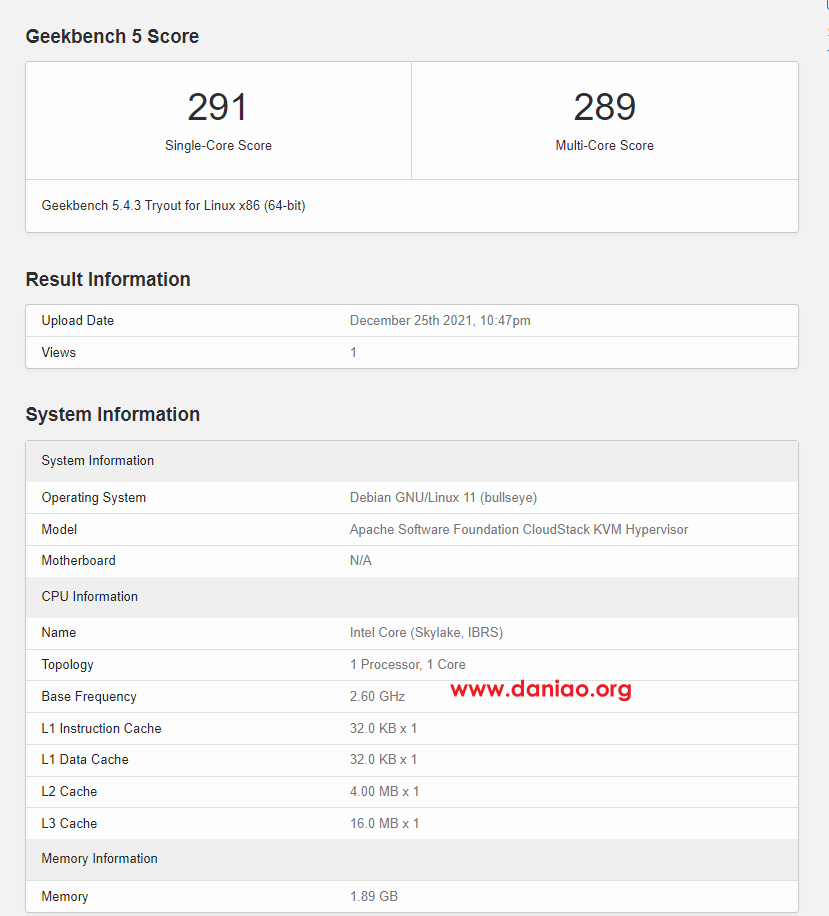 Geekbench 5 Score
291 289
Single-Core Score Multi-Core Score
Geekbench 5.4.3 Tryout for Linux x86 (64-bit)
Result Information
Upload Date December 25th 2021, 10:47pm
Views 1
System Information
System Information
Operating System Debian GNU/Linux 11 (bullseye)
Model Apache Software Foundation CloudStack KVM Hypervisor
Motherboard N/A
CPU Information
Name Intel Core (Skylake, IBRS)
Topology 1 Processor, 1 Core
www.daniao.org
Base Frequency 2.60 GHz
L1 Instruction Cache 32.0 KB x 1
L1 Data Cache 32.0 KB x 1
L2 Cache 4.00 MB x 1
L3 Cache 16.0 MB x 1
Memory Information
Memory 1.89 GB